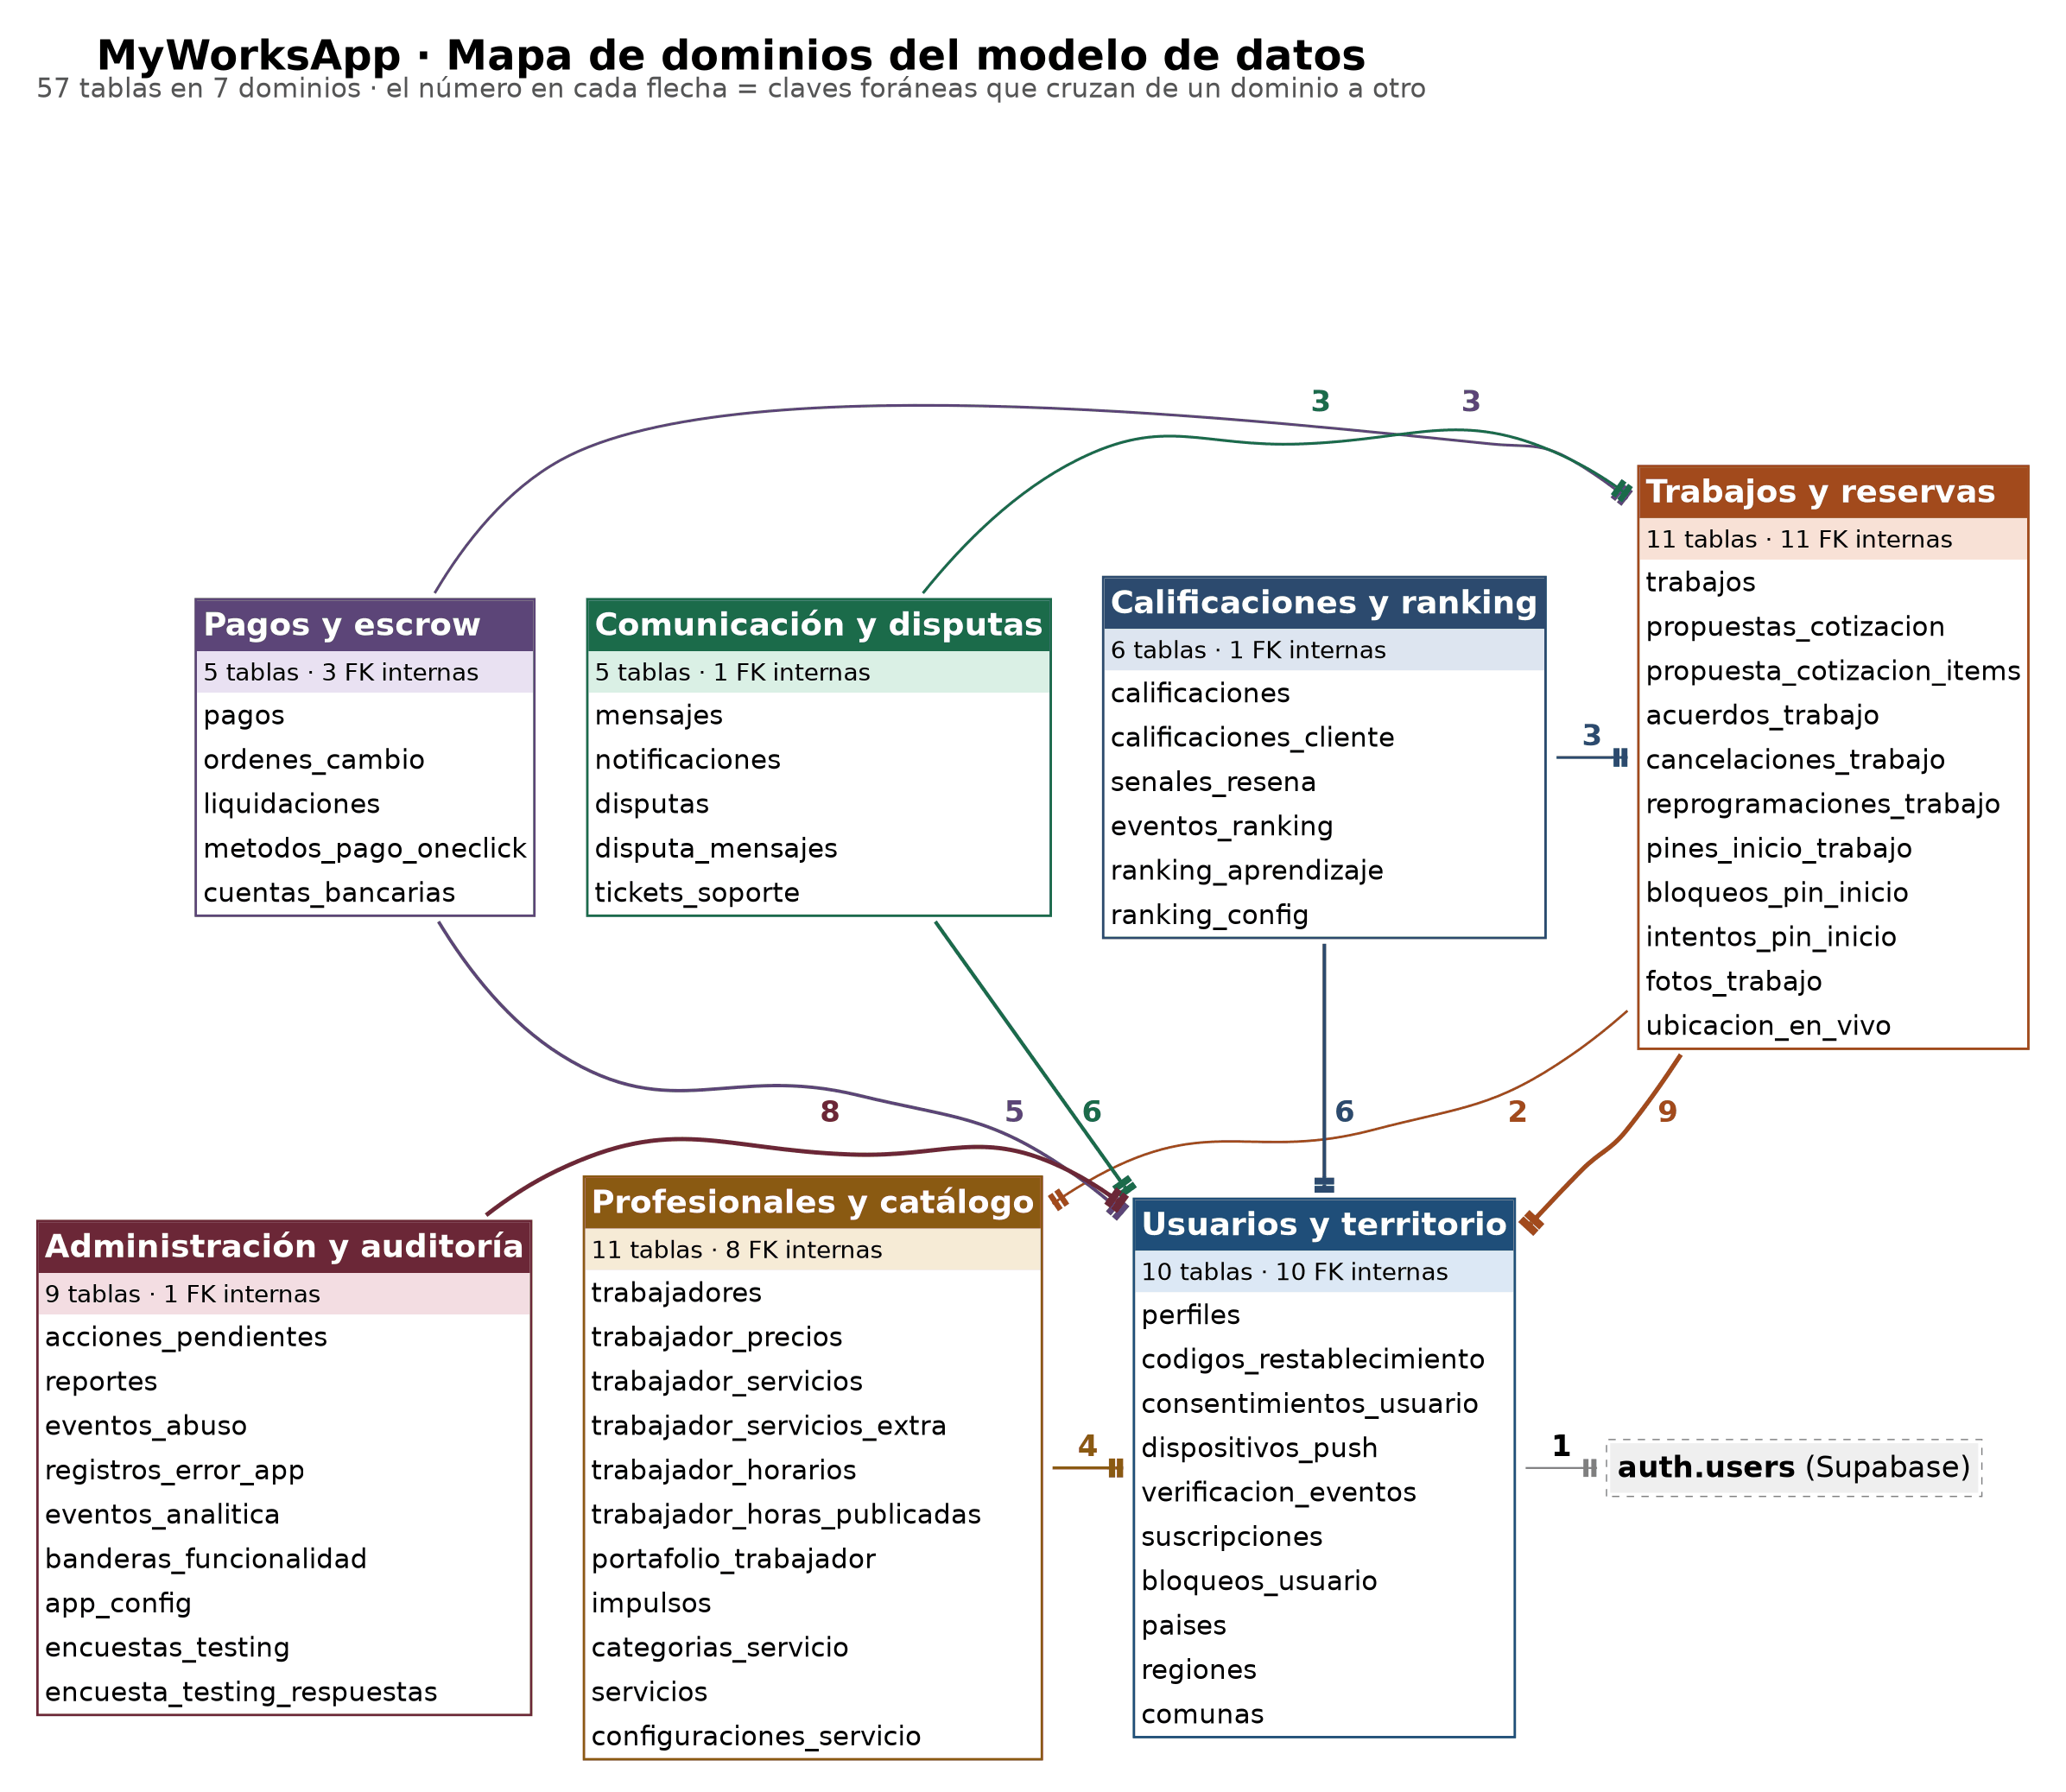 MyWorksApp · Mapa de dominios del modelo de datos
57 tablas en 7 dominios · el número en cada flecha = claves foráneas que cruzan de un dominio a otro
3
3
Pagos y escrow
5 tablas · 3 FK internas
pagos
ordenes_cambio
liquidaciones
metodos_pago_oneclick
cuentas_bancarias
Comunicación y disputas
5 tablas · 1 FK internas
mensajes
notificaciones
disputas
disputa_mensajes
tickets_soporte
Calificaciones y ranking
6 tablas · 1 FK internas
calificaciones
calificaciones_cliente
senales_resena
eventos_ranking
ranking_aprendizaje
ranking_config
3
Trabajos y reservas
11 tablas · 11 FK internas
trabajos
propuestas_cotizacion
propuesta_cotizacion_items
acuerdos_trabajo
cancelaciones_trabajo
reprogramaciones_trabajo
pines_inicio_trabajo
bloqueos_pin_inicio
intentos_pin_inicio
fotos_trabajo
ubicacion_en_vivo
8
5
6
6
2
9
Administración y auditoría
9 tablas · 1 FK internas
acciones_pendientes
reportes
eventos_abuso
registros_error_app
eventos_analitica
banderas_funcionalidad
app_config
encuestas_testing
encuesta_testing_respuestas
Profesionales y catálogo
11 tablas · 8 FK internas
trabajadores
trabajador_precios
trabajador_servicios
trabajador_servicios_extra
trabajador_horarios
trabajador_horas_publicadas
portafolio_trabajador
impulsos
categorias_servicio
servicios
configuraciones_servicio
4
Usuarios y territorio
10 tablas · 10 FK internas
perfiles
codigos_restablecimiento
consentimientos_usuario
dispositivos_push
verificacion_eventos
suscripciones
bloqueos_usuario
paises
regiones
comunas
1
auth.users (Supabase)